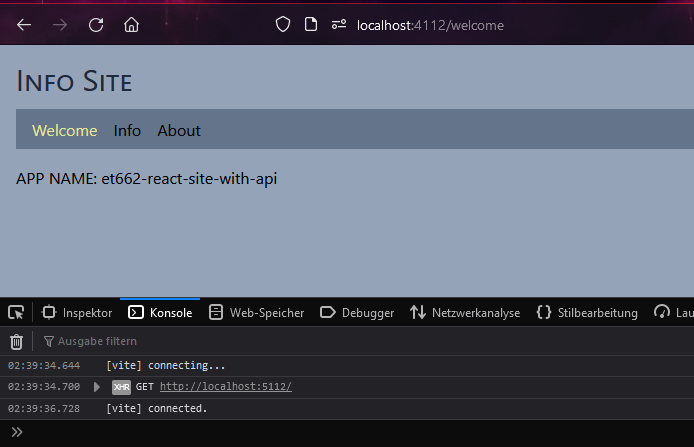 localhost:4112/welcome
Info Site
Welcome Info About
APP NAME: et662-react-site-with-api
Inspektor Konsole Web-Speicher Debugger Netzwerkanalyse Stilbearbeitung Lau
Ausgabe filtern
02:39:34.644 [vite] connecting...
02:39:34.700 XHR GET http://localhost:5112/
02:39:36.728 [vite] connected.